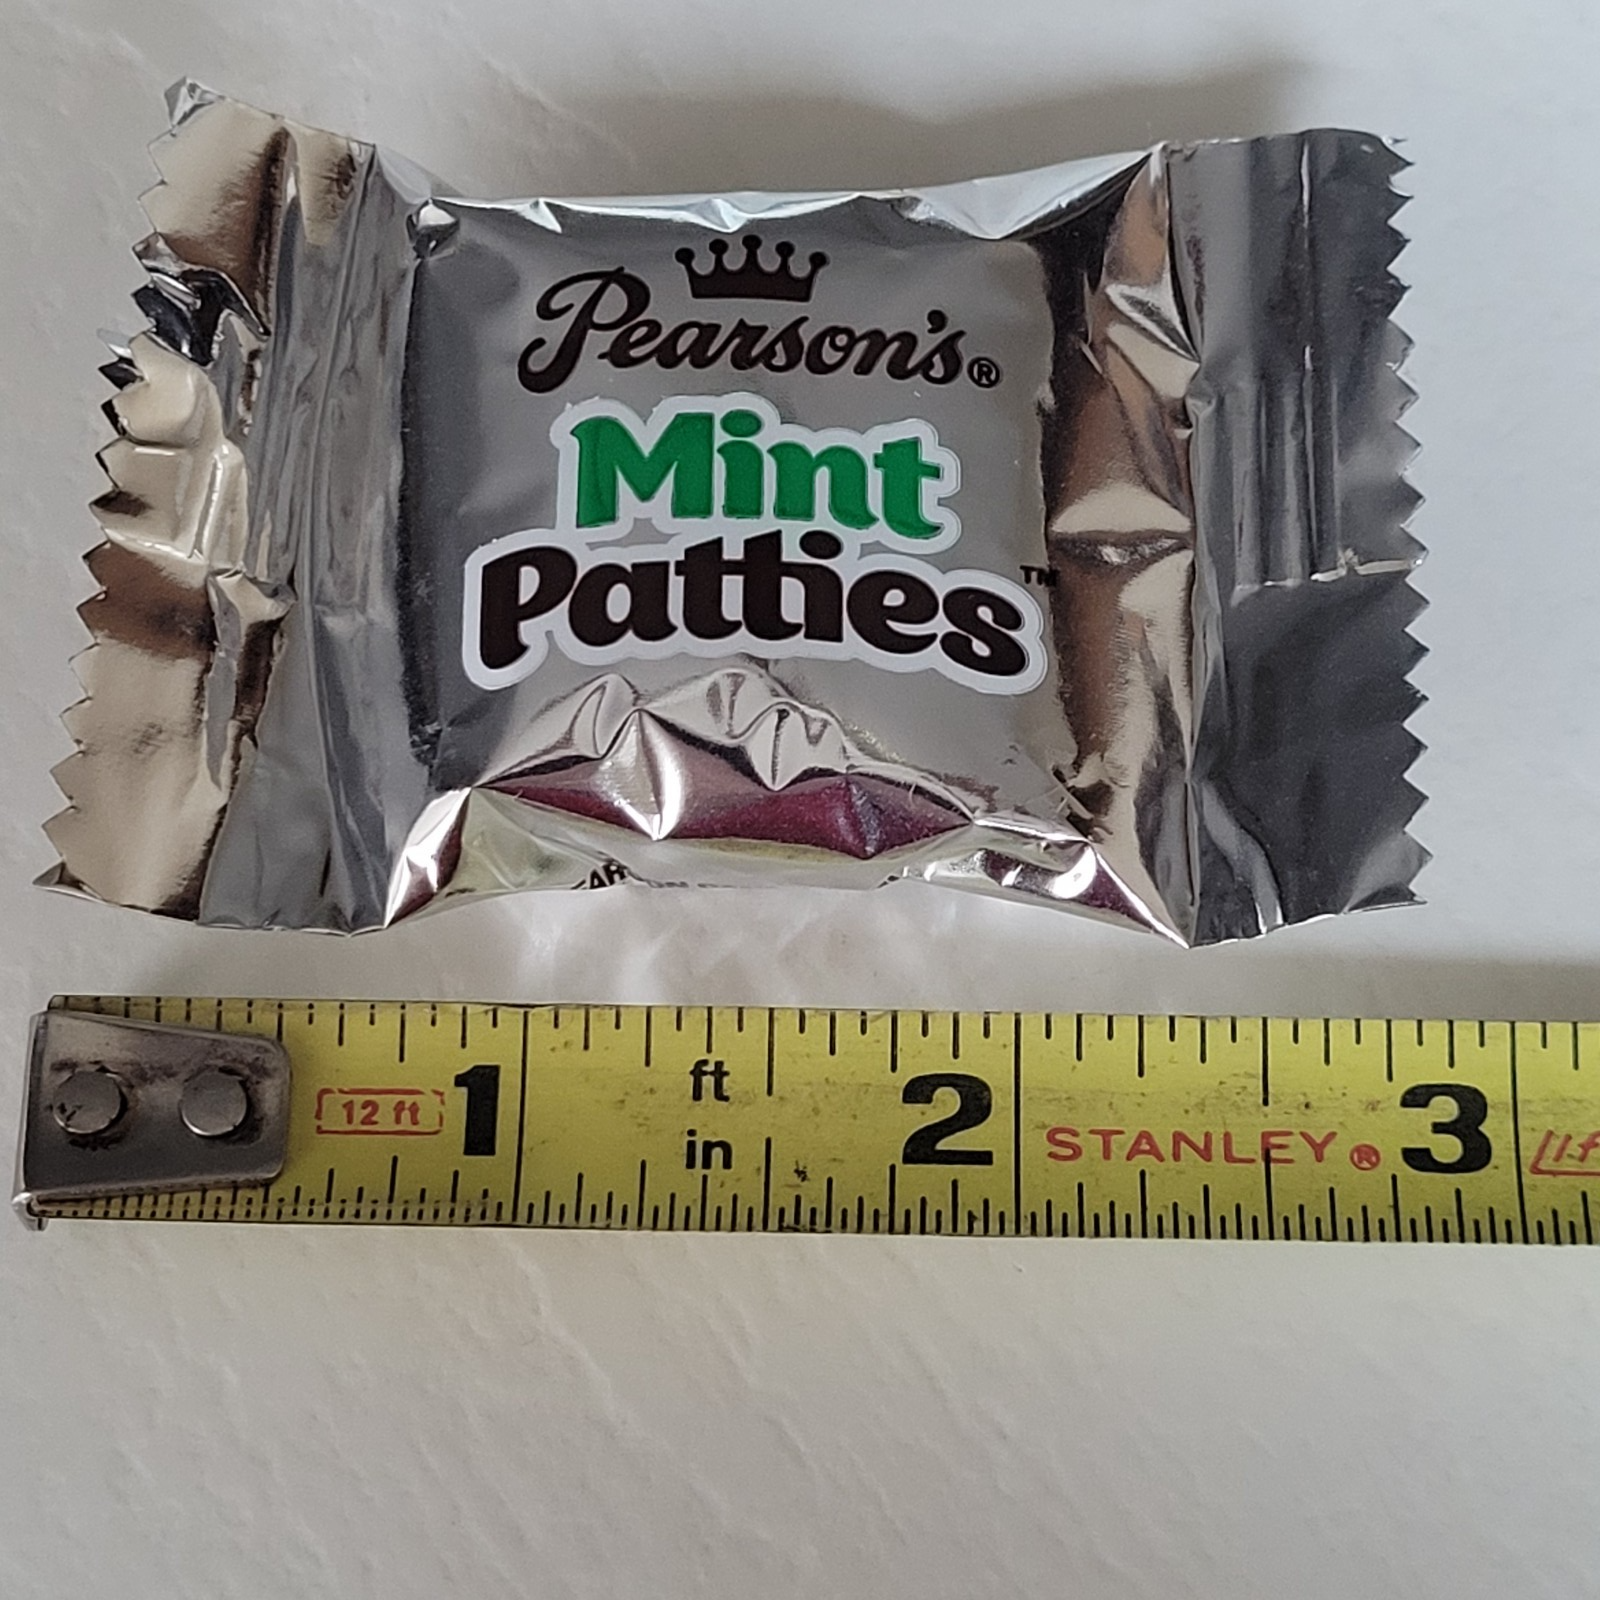 Pearson's®
Mint
Patties™
12 ft 1 ft in 2 STANLEY® 3